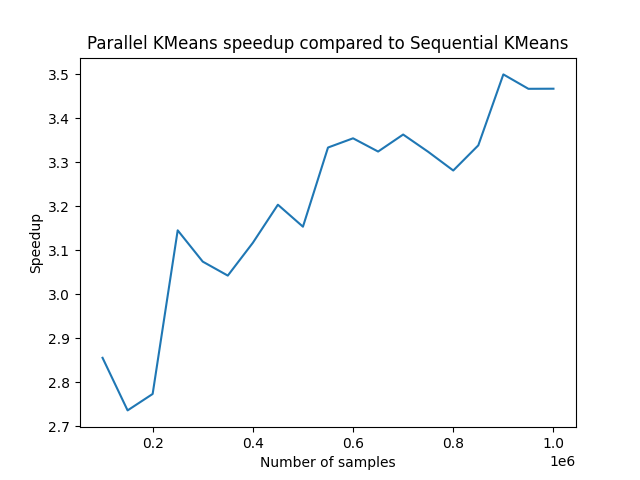 Parallel KMeans speedup compared to Sequential KMeans
3.5
3.4
3.3
3.2
3.1
3.0
2.9
2.8
2.7
Speedup
0.2 0.4 0.6 0.8 1.0
1e6
Number of samples